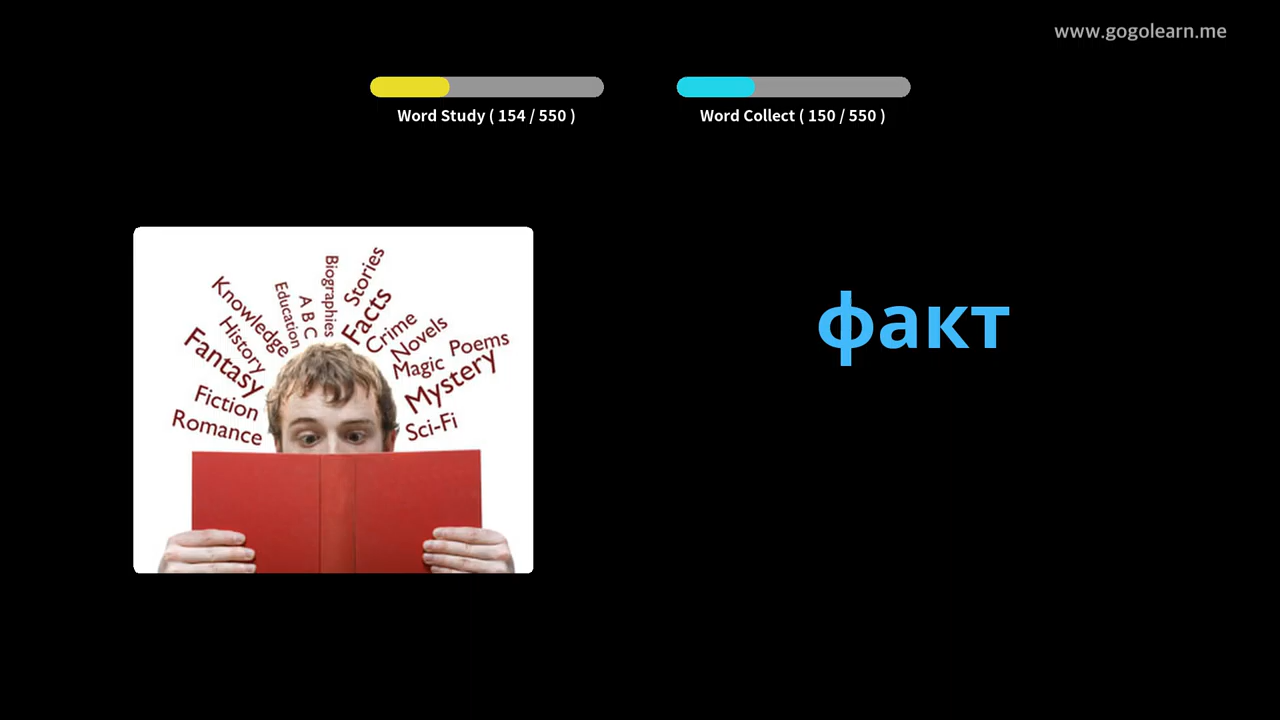 www.gogolearn.me
Word Study ( 154 / 550 )
Word Collect ( 150 / 550 )
Stories
Biographies
Facts
A B C
Education
Knowledge
Crime
History
Novels
Poems
Fantasy
Magic
Mystery
Fiction
Romance
Sci-Fi
факт